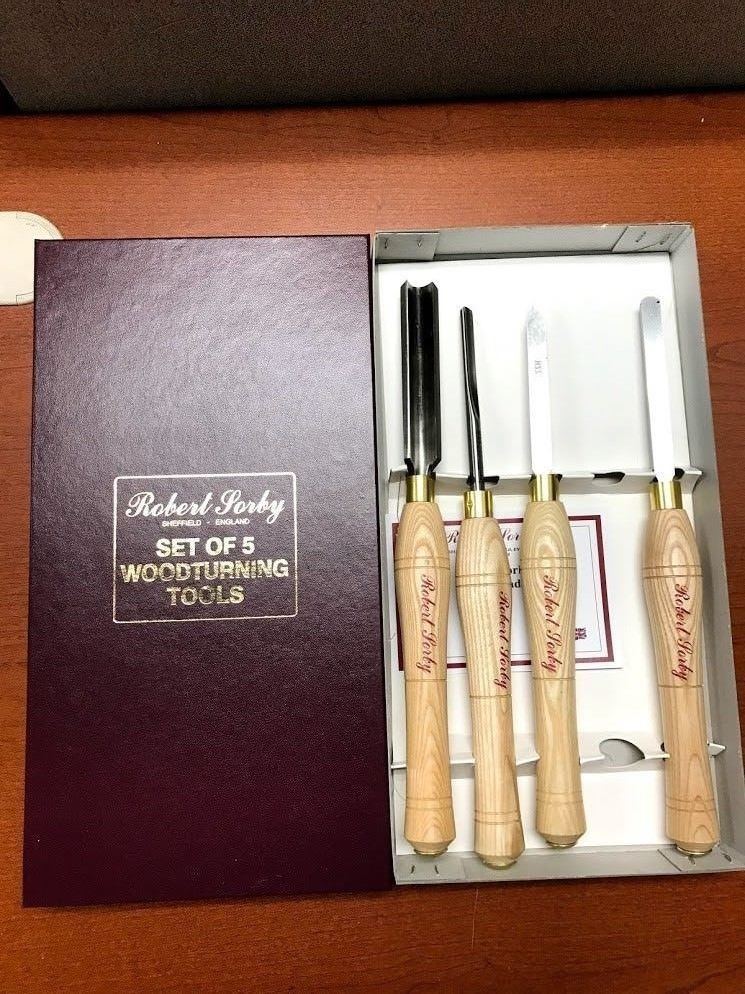 Robert Sorby
SHEFFIELD - ENGLAND
SET OF 5
WOODTURNING
TOOLS
HSS
Robert Sorby
Robert Sorby
Robert Sorby
Robert Sorby